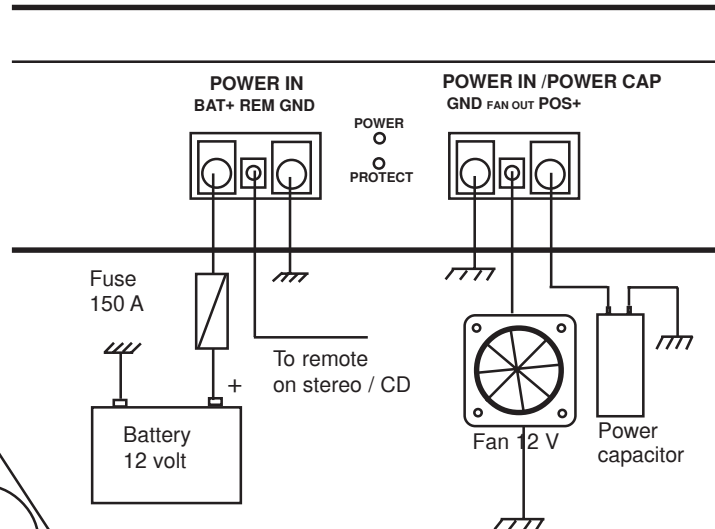 POWER IN
BAT+ REM GND
POWER
PROTECT
POWER IN /POWER CAP
GND FAN OUT POS+
Fuse
150 A
To remote
on stereo / CD
+
Battery
12 volt
Fan 12 V
Power
capacitor